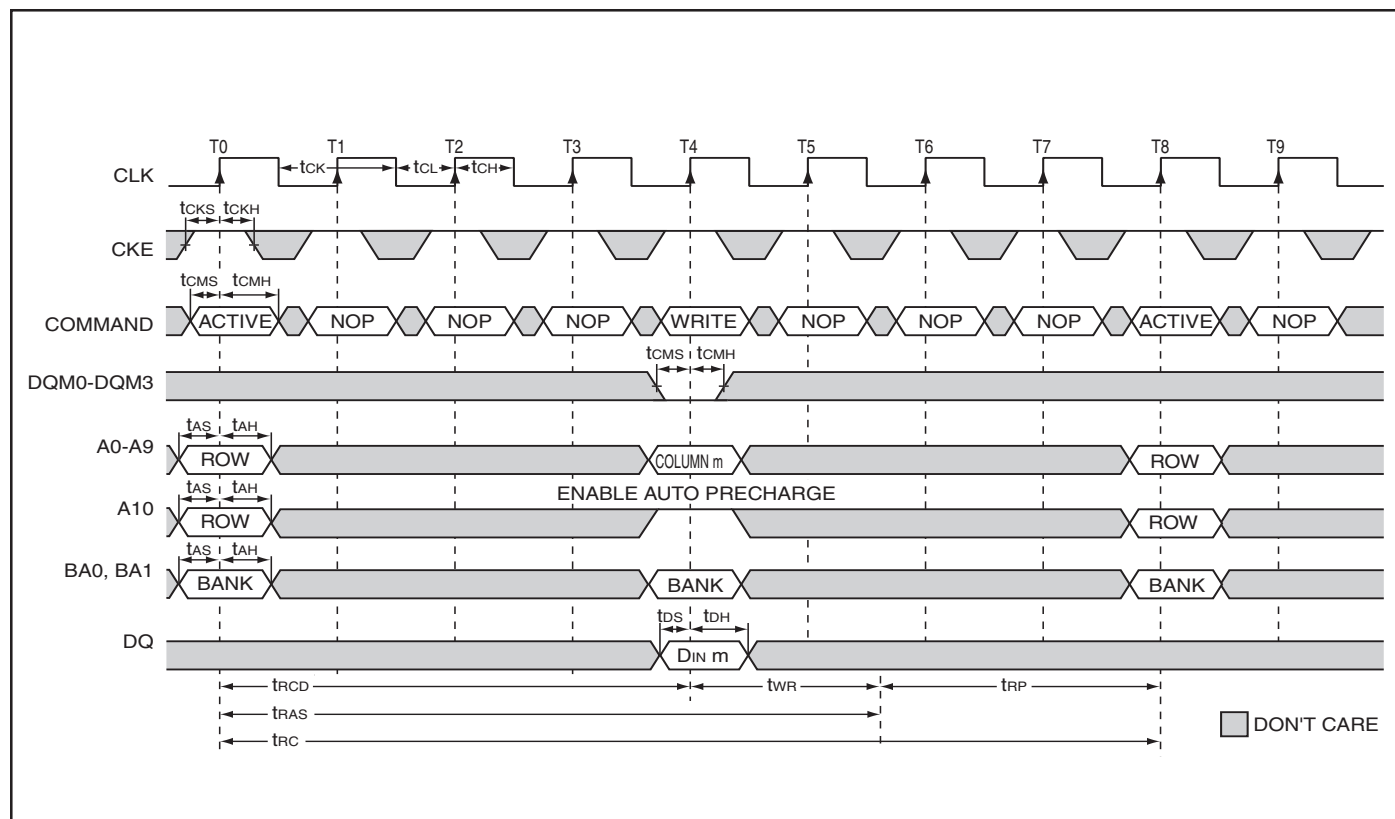 T0 T1 T2 T3 T4 T5 T6 T7 T8 T9
CLK tCK tCL tCH
tCKS tCKH
CKE
tCMS tCMH
COMMAND ACTIVE NOP NOP NOP WRITE NOP NOP NOP ACTIVE NOP
tCMS tCMH
DQM0-DQM3
tAS tAH
A0-A9 ROW COLUMN m ROW
tAS tAH ENABLE AUTO PRECHARGE
A10 ROW ROW
tAS tAH
BA0, BA1 BANK BANK BANK
tDS tDH
DQ DIN m
tRCD tWR tRP
tRAS
tRC
DON'T CARE